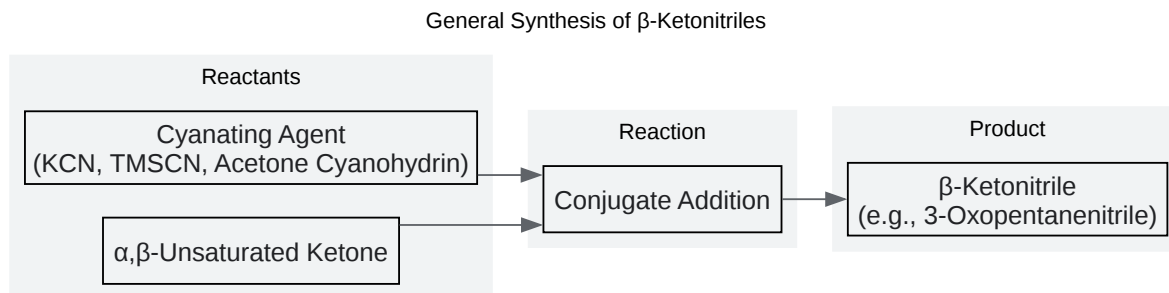 General Synthesis of β-Ketonitriles
Reactants
Cyanating Agent
(KCN, TMSCN, Acetone Cyanohydrin)
α,β-Unsaturated Ketone
Reaction
Conjugate Addition
Product
β-Ketonitrile
(e.g., 3-Oxopentanenitrile)